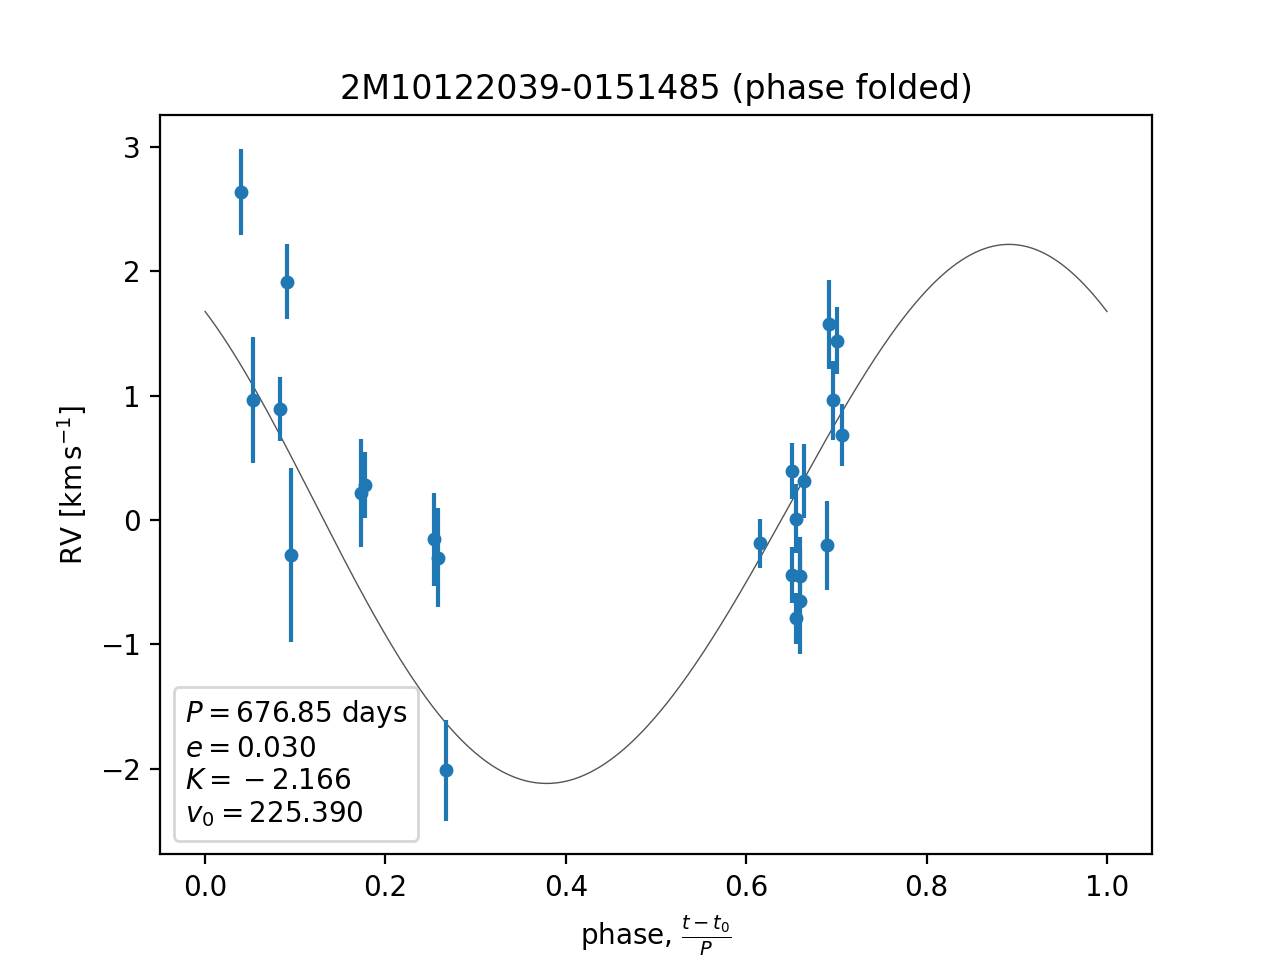 2M10122039-0151485 (phase folded)
RV [km s⁻¹]
3
2
1
0
−1
−2
P = 676.85 days
e = 0.030
K = −2.166
v₀ = 225.390
0.0 0.2 0.4 0.6 0.8 1.0
phase, (t − t₀)/P